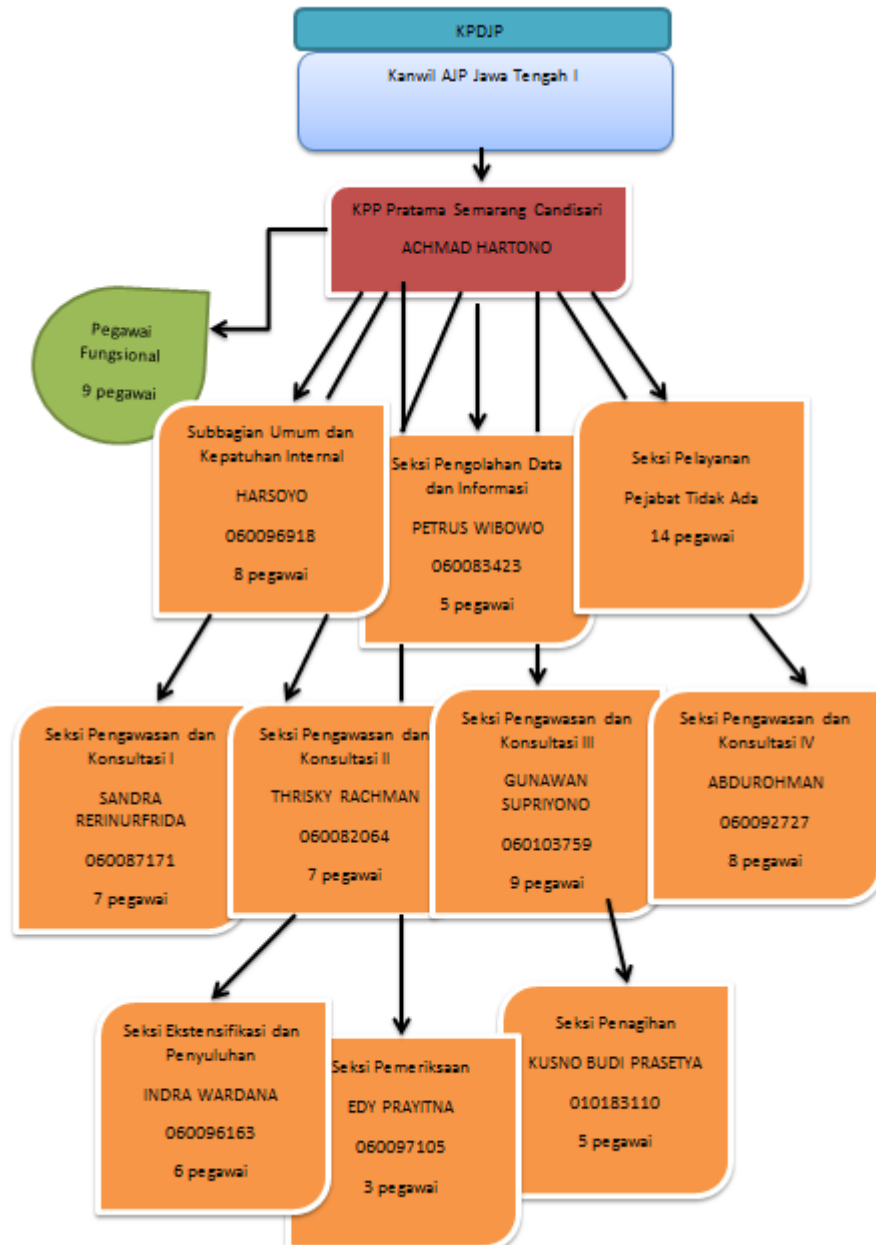 KPDJP
Kanwil AJP Jawa Tengah I
KPP Pratama Semarang Candisari
ACHMAD HARTONO
Pegawai
Fungsional
9 pegawai
Subbagian Umum dan
Kepatuhan Internal
HARSOYO
060096918
8 pegawai
Seksi Pengolahan Data
dan Informasi
PETRUS WIBOWO
060083423
5 pegawai
Seksi Pelayanan
Pejabat Tidak Ada
14 pegawai
Seksi Pengawasan dan
Konsultasi I
SANDRA
RERINURFRIDA
060087171
7 pegawai
Seksi Pengawasan dan
Konsultasi II
THRISKY RACHMAN
060082064
7 pegawai
Seksi Pengawasan dan
Konsultasi III
GUNAWAN
SUPRIYONO
060103759
9 pegawai
Seksi Pengawasan dan
Konsultasi IV
ABDUROHMAN
060092727
8 pegawai
Seksi Ekstensifikasi dan
Penyuluhan
INDRA WARDANA
060096163
6 pegawai
Seksi Pemeriksaan
EDY PRAYITNA
060097105
3 pegawai
Seksi Penagihan
KUSNO BUDI PRASETYA
010183110
5 pegawai